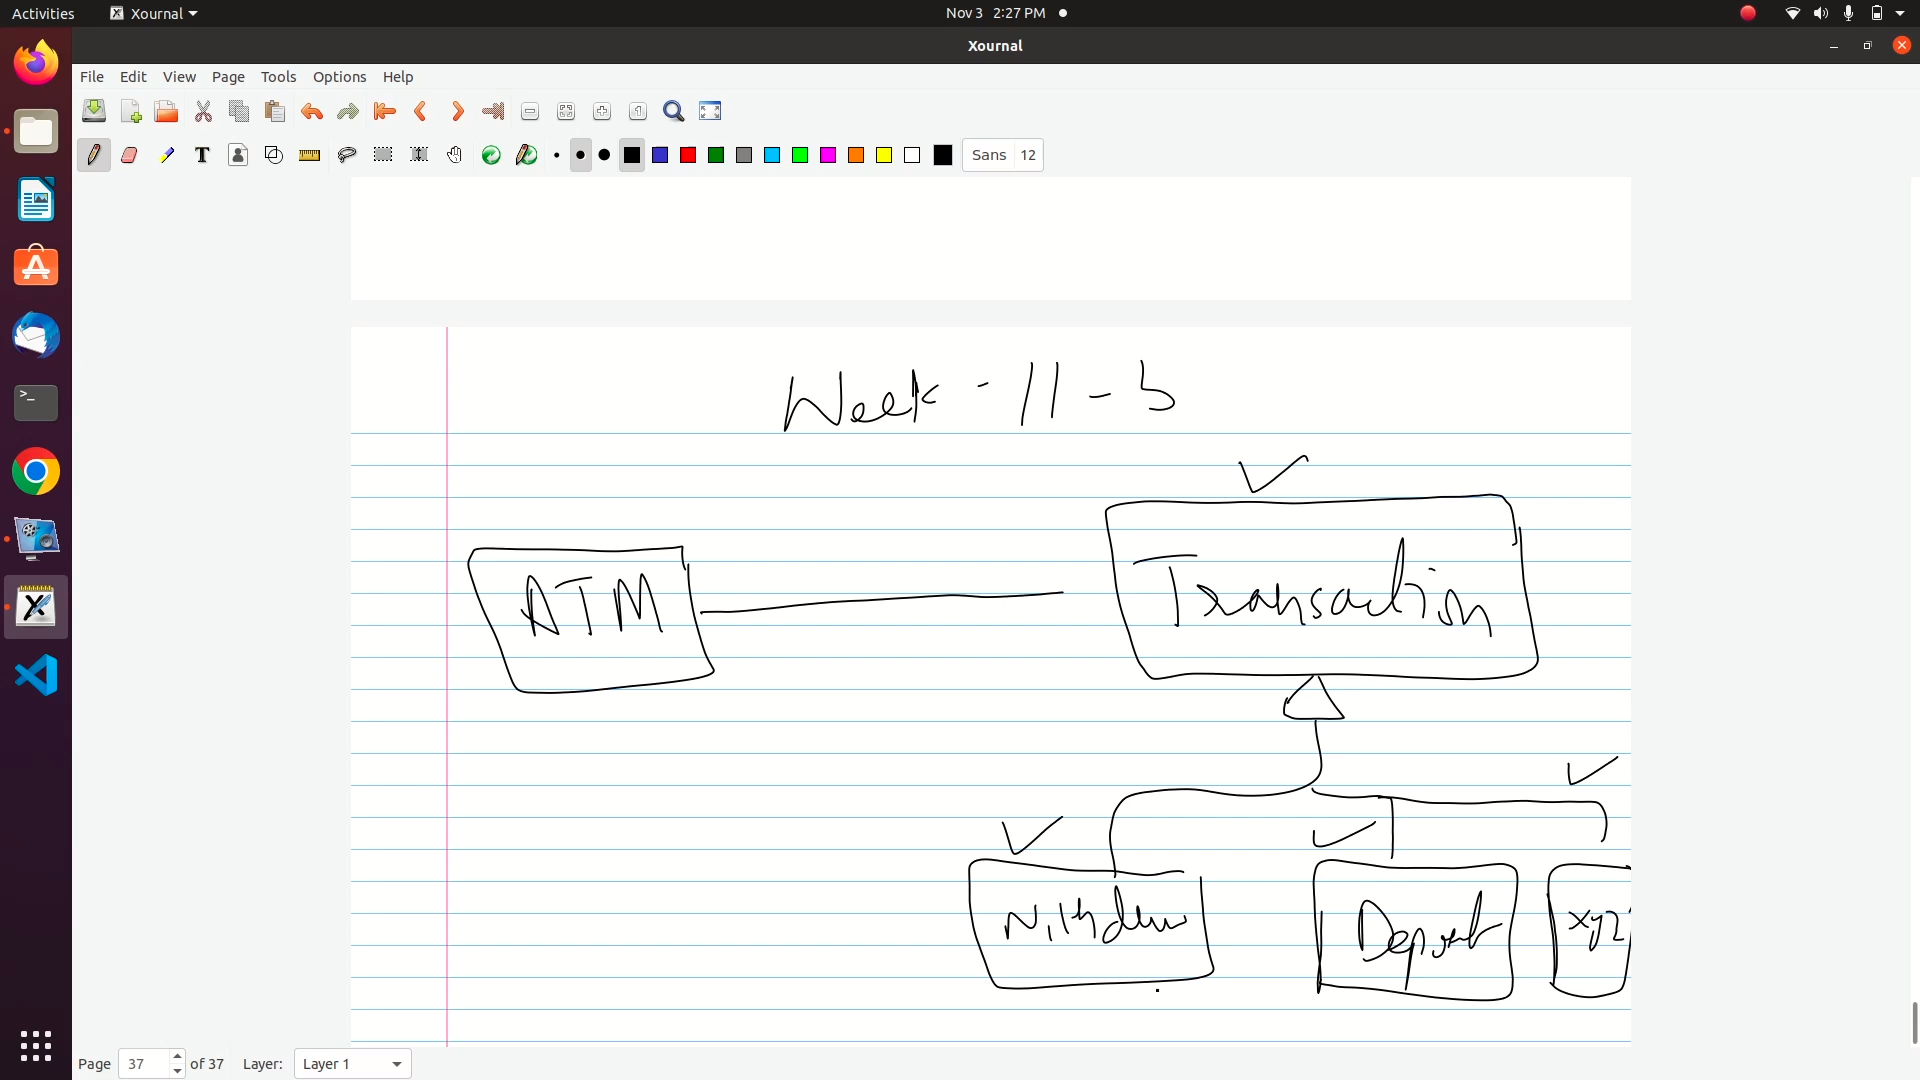 Activities Xournal Nov 3 2:27 PM
Xournal
File Edit View Page Tools Options Help
T Sans 12
Week - 11 - 3
ATM Transaction
Withdraw Deposit xyz
Page 37 of 37 Layer: Layer 1